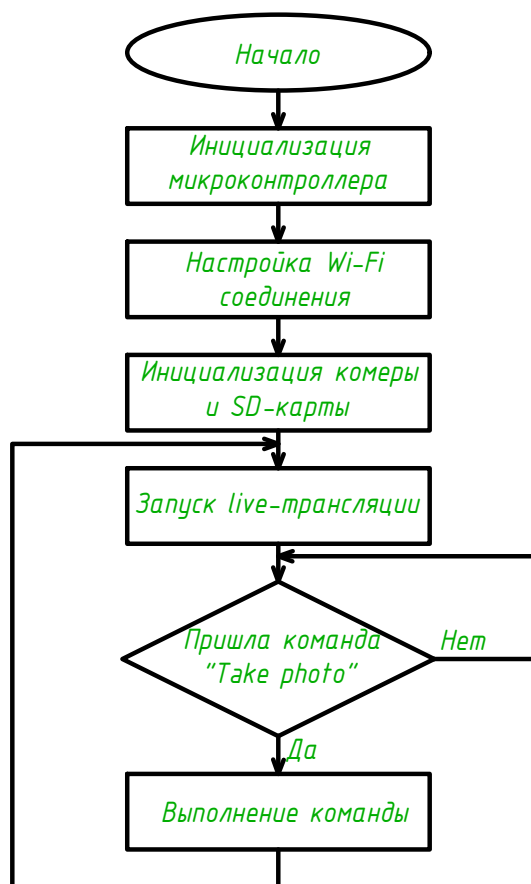 Начало
Инициализация
микроконтроллера
Настройка Wi-Fi
соединения
Инициализация комеры
и SD-карты
Запуск live-трансляции
Пришла команда
"Take photo"
Нет
Да
Выполнение команды